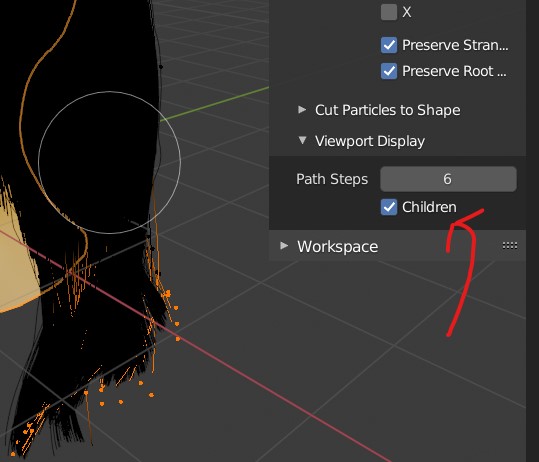 X
Preserve Stran...
Preserve Root ...
Cut Particles to Shape
Viewport Display
Path Steps 6
Children
Workspace